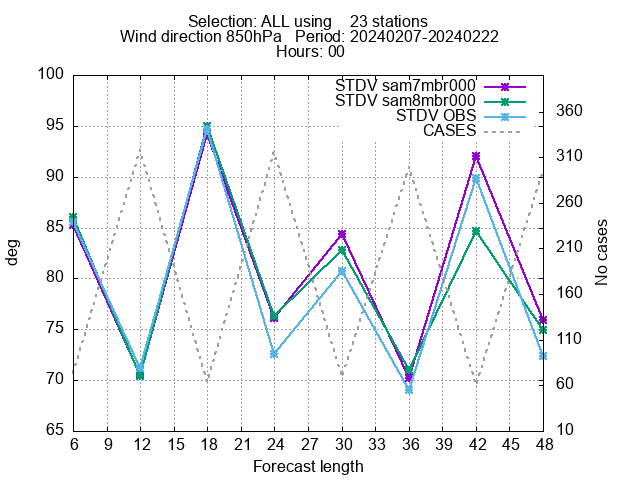 Selection: ALL using    23 stations
Wind direction 850hPa   Period: 20240207-20240222
Hours: 00
STDV sam7mbr000
STDV sam8mbr000
STDV OBS
CASES
100
95
90
85
80
75
70
65
deg
360
310
260
210
160
110
60
10
No cases
6 9 12 15 18 21 24 27 30 33 36 39 42 45 48
Forecast length